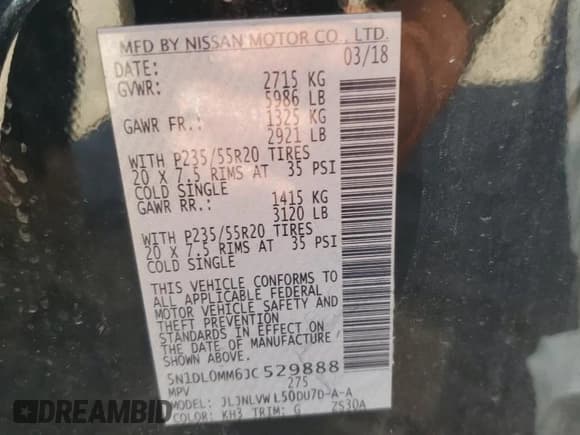 MFD BY NISSAN MOTOR CO., LTD.
DATE: 03/18
GVWR: 2715 KG
5986 LB
GAWR FR.: 1325 KG
2921 LB
WITH P235/55R20 TIRES
20 X 7.5 RIMS AT 35 PSI
COLD SINGLE
GAWR RR.: 1415 KG
3120 LB
WITH P235/55R20 TIRES
20 X 7.5 RIMS AT 35 PSI
COLD SINGLE
THIS VEHICLE CONFORMS TO
ALL APPLICABLE FEDERAL
MOTOR VEHICLE SAFETY AND
THEFT PREVENTION
STANDARDS IN EFFECT ON
THE DATE OF MANUFACTURE
SHOWN ABOVE.
5N1DL0MM6JC529888
MPV 275
MODEL: JLJNLVWL50DU7D-A-A
COLOR: KH3 TRIM: G ZS30A
DREAMBID